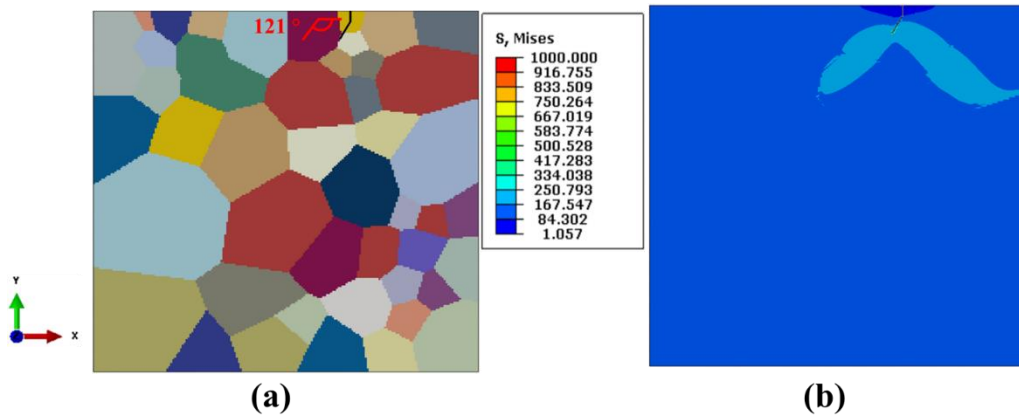 121 °
S, Mises
1000.000
916.755
833.509
750.264
667.019
583.774
500.528
417.283
334.038
250.793
167.547
84.302
1.057
Y
X
(a)
(b)